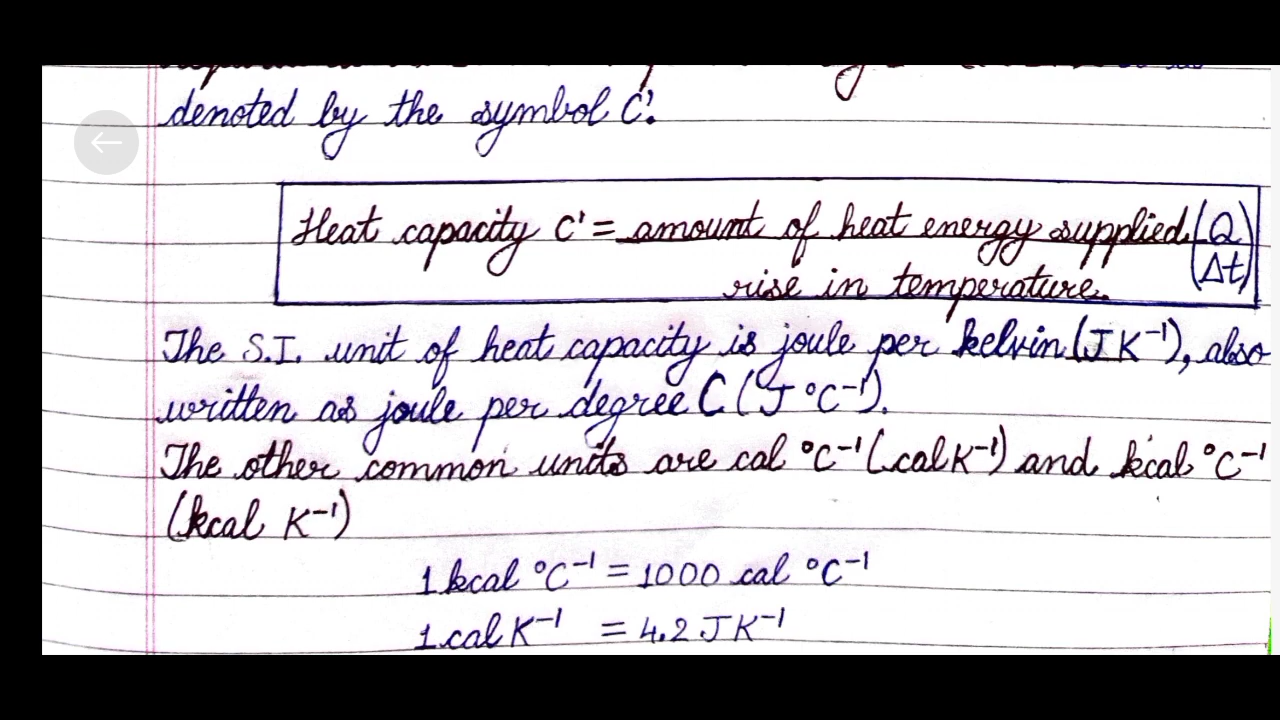 denoted by the symbol C'.
Heat capacity C' = amount of heat energy supplied (Q/Δt)
rise in temperature.
The S.I. unit of heat capacity is joule per kelvin (J K⁻¹), also
written as joule per degree C (J °C⁻¹).
The other common units are cal °C⁻¹ (cal K⁻¹) and kcal °C⁻¹
(kcal K⁻¹)
1 kcal °C⁻¹ = 1000 cal °C⁻¹
1 cal K⁻¹ = 4.2 J K⁻¹